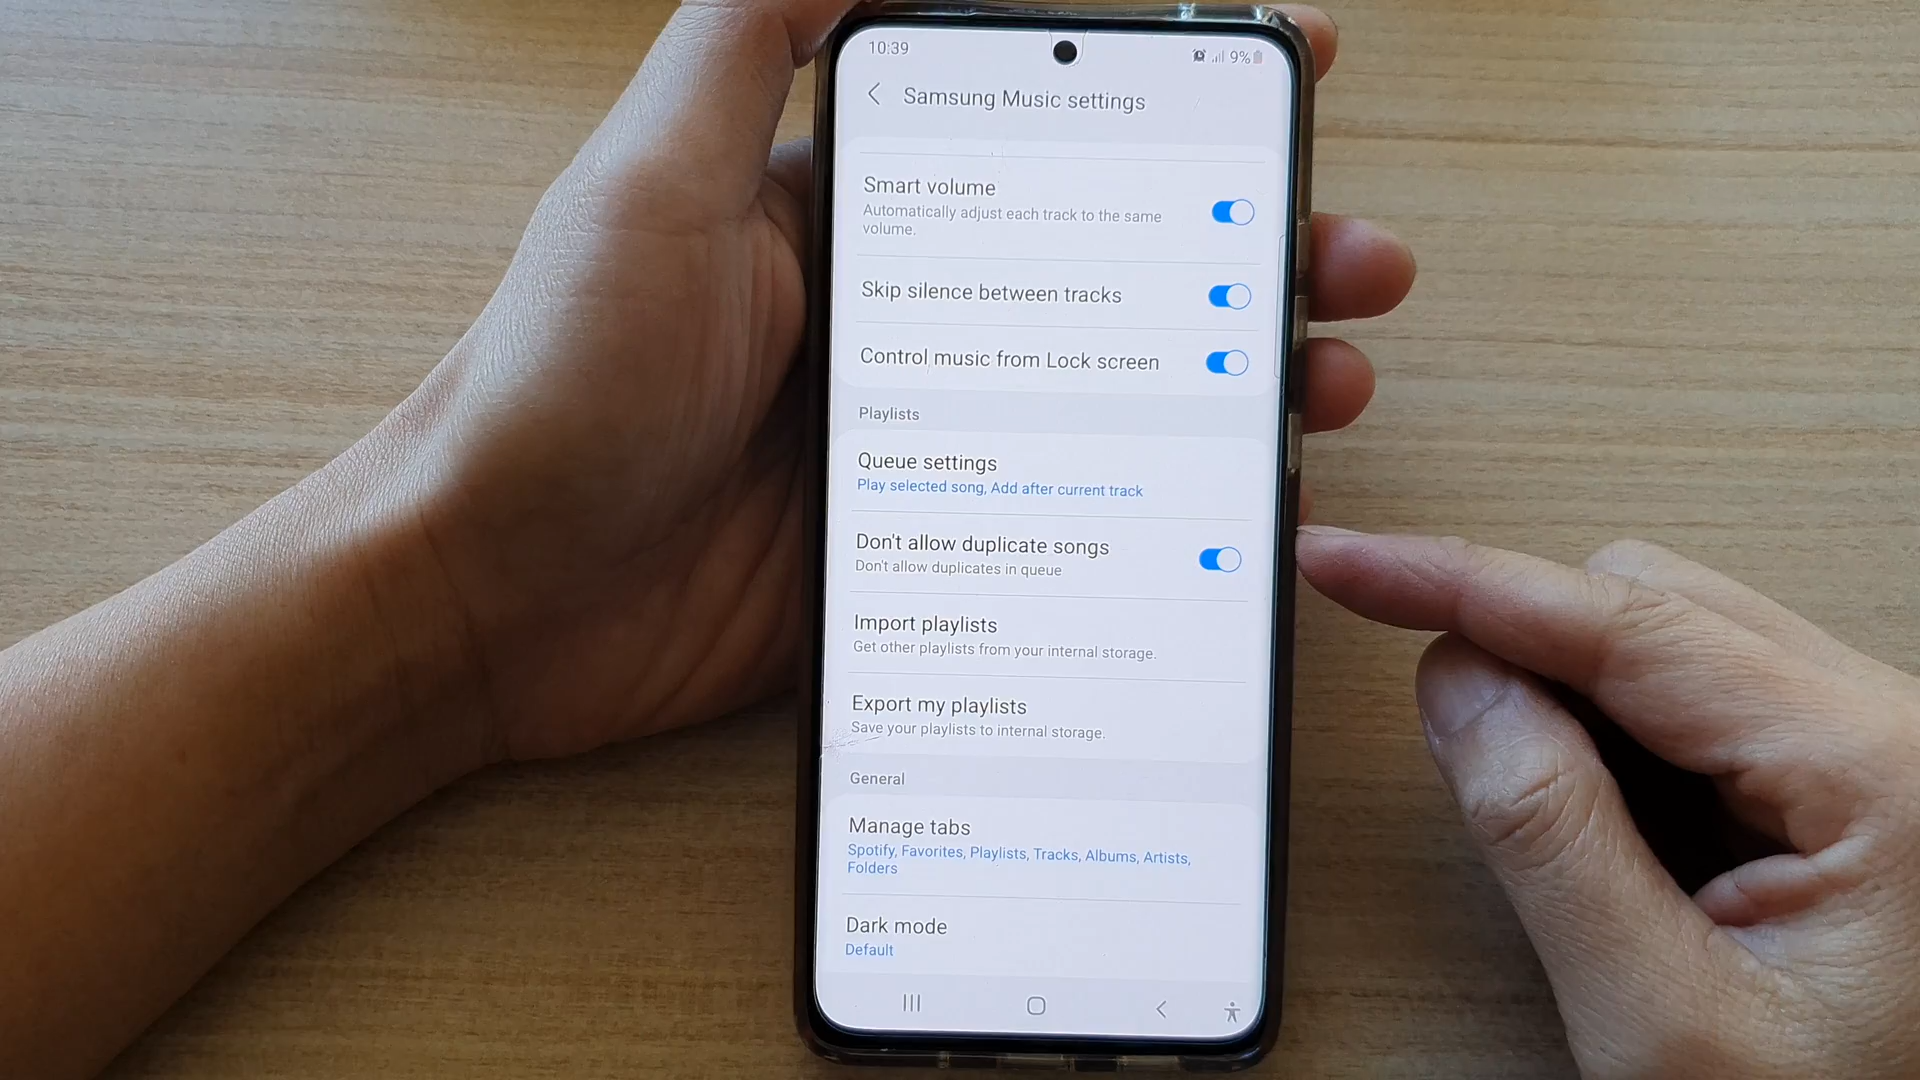 10:39
9%
Samsung Music settings
Smart volume
Automatically adjust each track to the same
volume.
Skip silence between tracks
Control music from Lock screen
Playlists
Queue settings
Play selected song, Add after current track
Don't allow duplicate songs
Don't allow duplicates in queue
Import playlists
Get other playlists from your internal storage.
Export my playlists
Save your playlists to internal storage.
General
Manage tabs
Spotify, Favorites, Playlists, Tracks, Albums, Artists,
Folders
Dark mode
Default